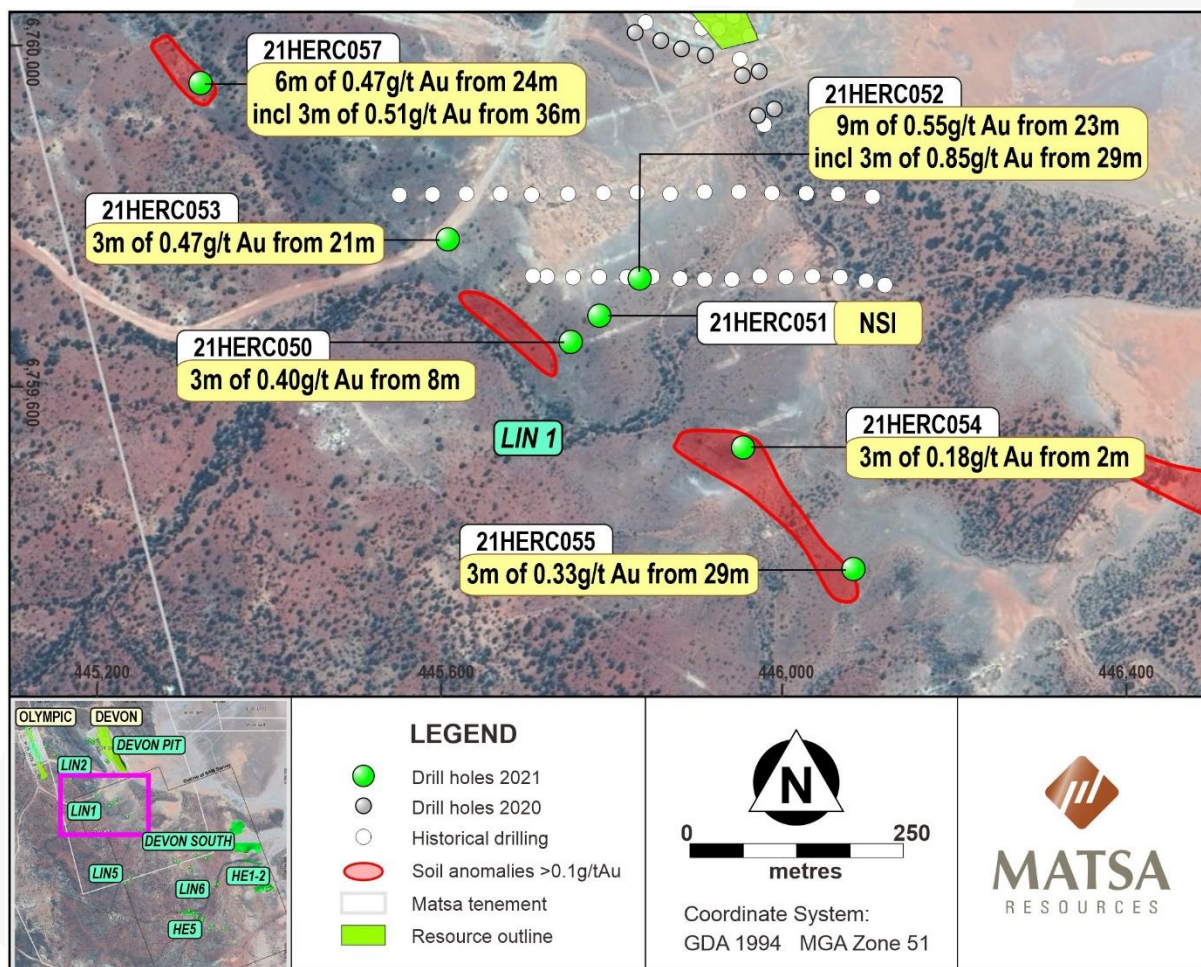 6,760,000
21HERC057
6m of 0.47g/t Au from 24m
incl 3m of 0.51g/t Au from 36m
21HERC052
9m of 0.55g/t Au from 23m
incl 3m of 0.85g/t Au from 29m
21HERC053
3m of 0.47g/t Au from 21m
21HERC051 NSI
21HERC050
3m of 0.40g/t Au from 8m
6,759,600
LIN 1
21HERC054
3m of 0.18g/t Au from 2m
21HERC055
3m of 0.33g/t Au from 29m
445,200 445,600 446,000 446,400
OLYMPIC DEVON
DEVON PIT
LIN2
LIN1
DEVON SOUTH
LIN5
LIN6
HE1-2
HE5
LEGEND
Drill holes 2021
Drill holes 2020
Historical drilling
Soil anomalies >0.1g/tAu
Matsa tenement
Resource outline
N
0 250
metres
Coordinate System:
GDA 1994 MGA Zone 51
MATSA
RESOURCES